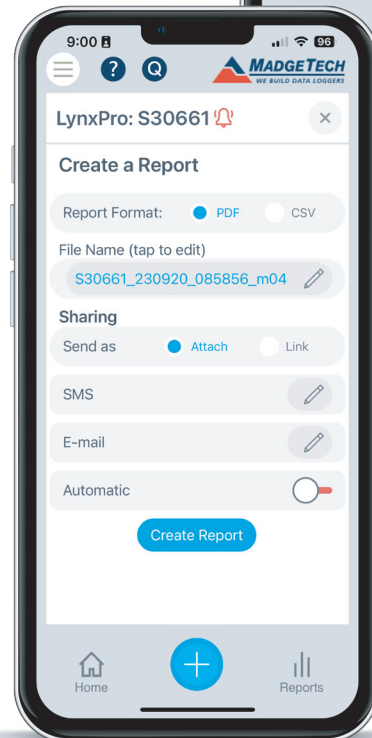 9:00
96
? Q MADGETECH
WE BUILD DATA LOGGERS
LynxPro: S30661
Create a Report
Report Format: PDF CSV
File Name (tap to edit)
S30661_230920_085856_m04
Sharing
Send as Attach Link
SMS
E-mail
Automatic
Create Report
Home Reports